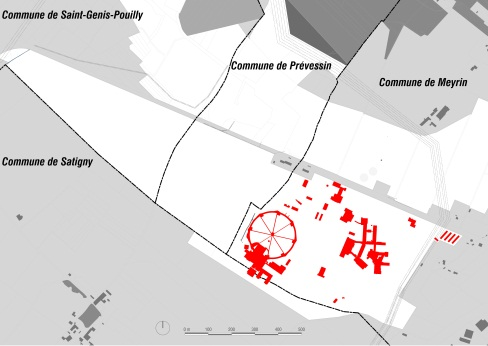 Commune de Saint-Genis-Pouilly
Commune de Prévessin
Commune de Meyrin
Commune de Satigny